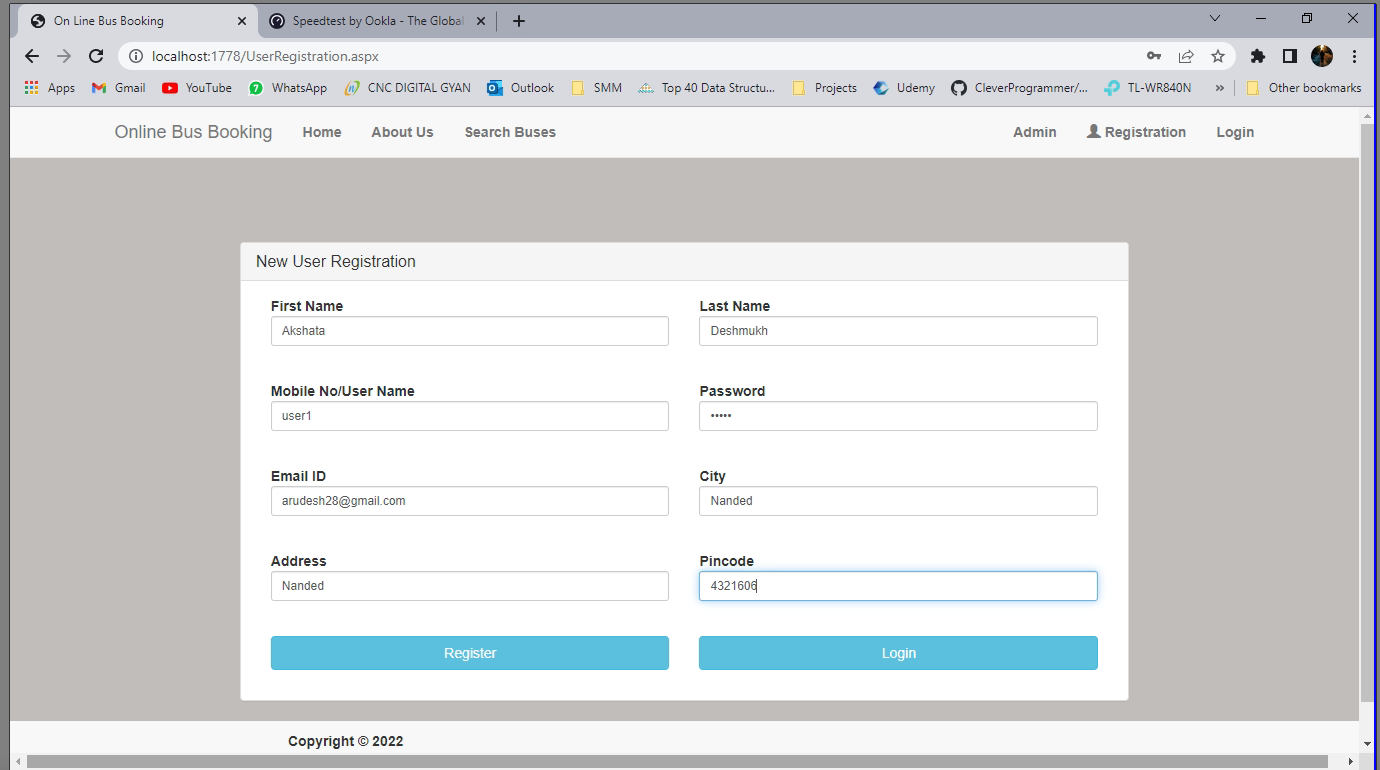 On Line Bus Booking
Speedtest by Ookla - The Global
localhost:1778/UserRegistration.aspx
Apps Gmail YouTube 7 WhatsApp CNC DIGITAL GYAN Outlook SMM Top 40 Data Structu... Projects Udemy CleverProgrammer/... TL-WR840N » Other bookmarks
Online Bus Booking Home About Us Search Buses Admin Registration Login
New User Registration
First Name Last Name
Akshata Deshmukh
Mobile No/User Name Password
user1 •••••
Email ID City
arudesh28@gmail.com Nanded
Address Pincode
Nanded 4321606
Register Login
Copyright © 2022